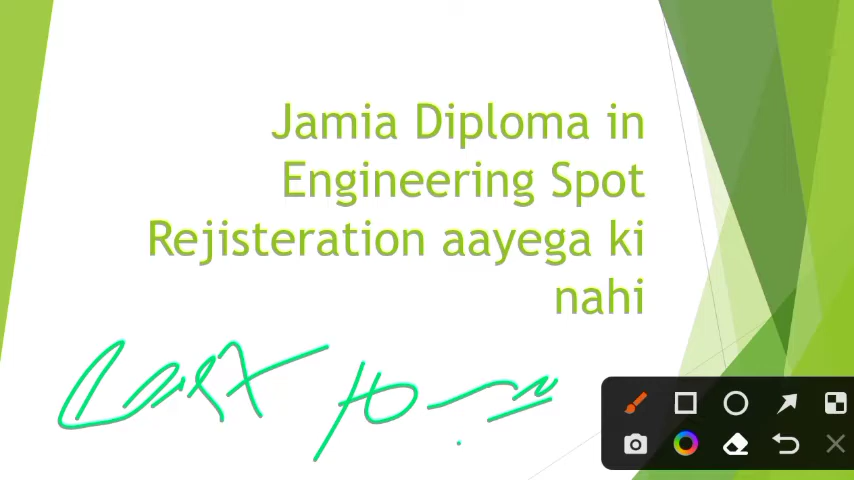 Jamia Diploma in
Engineering Spot
Rejisteration aayega ki
nahi